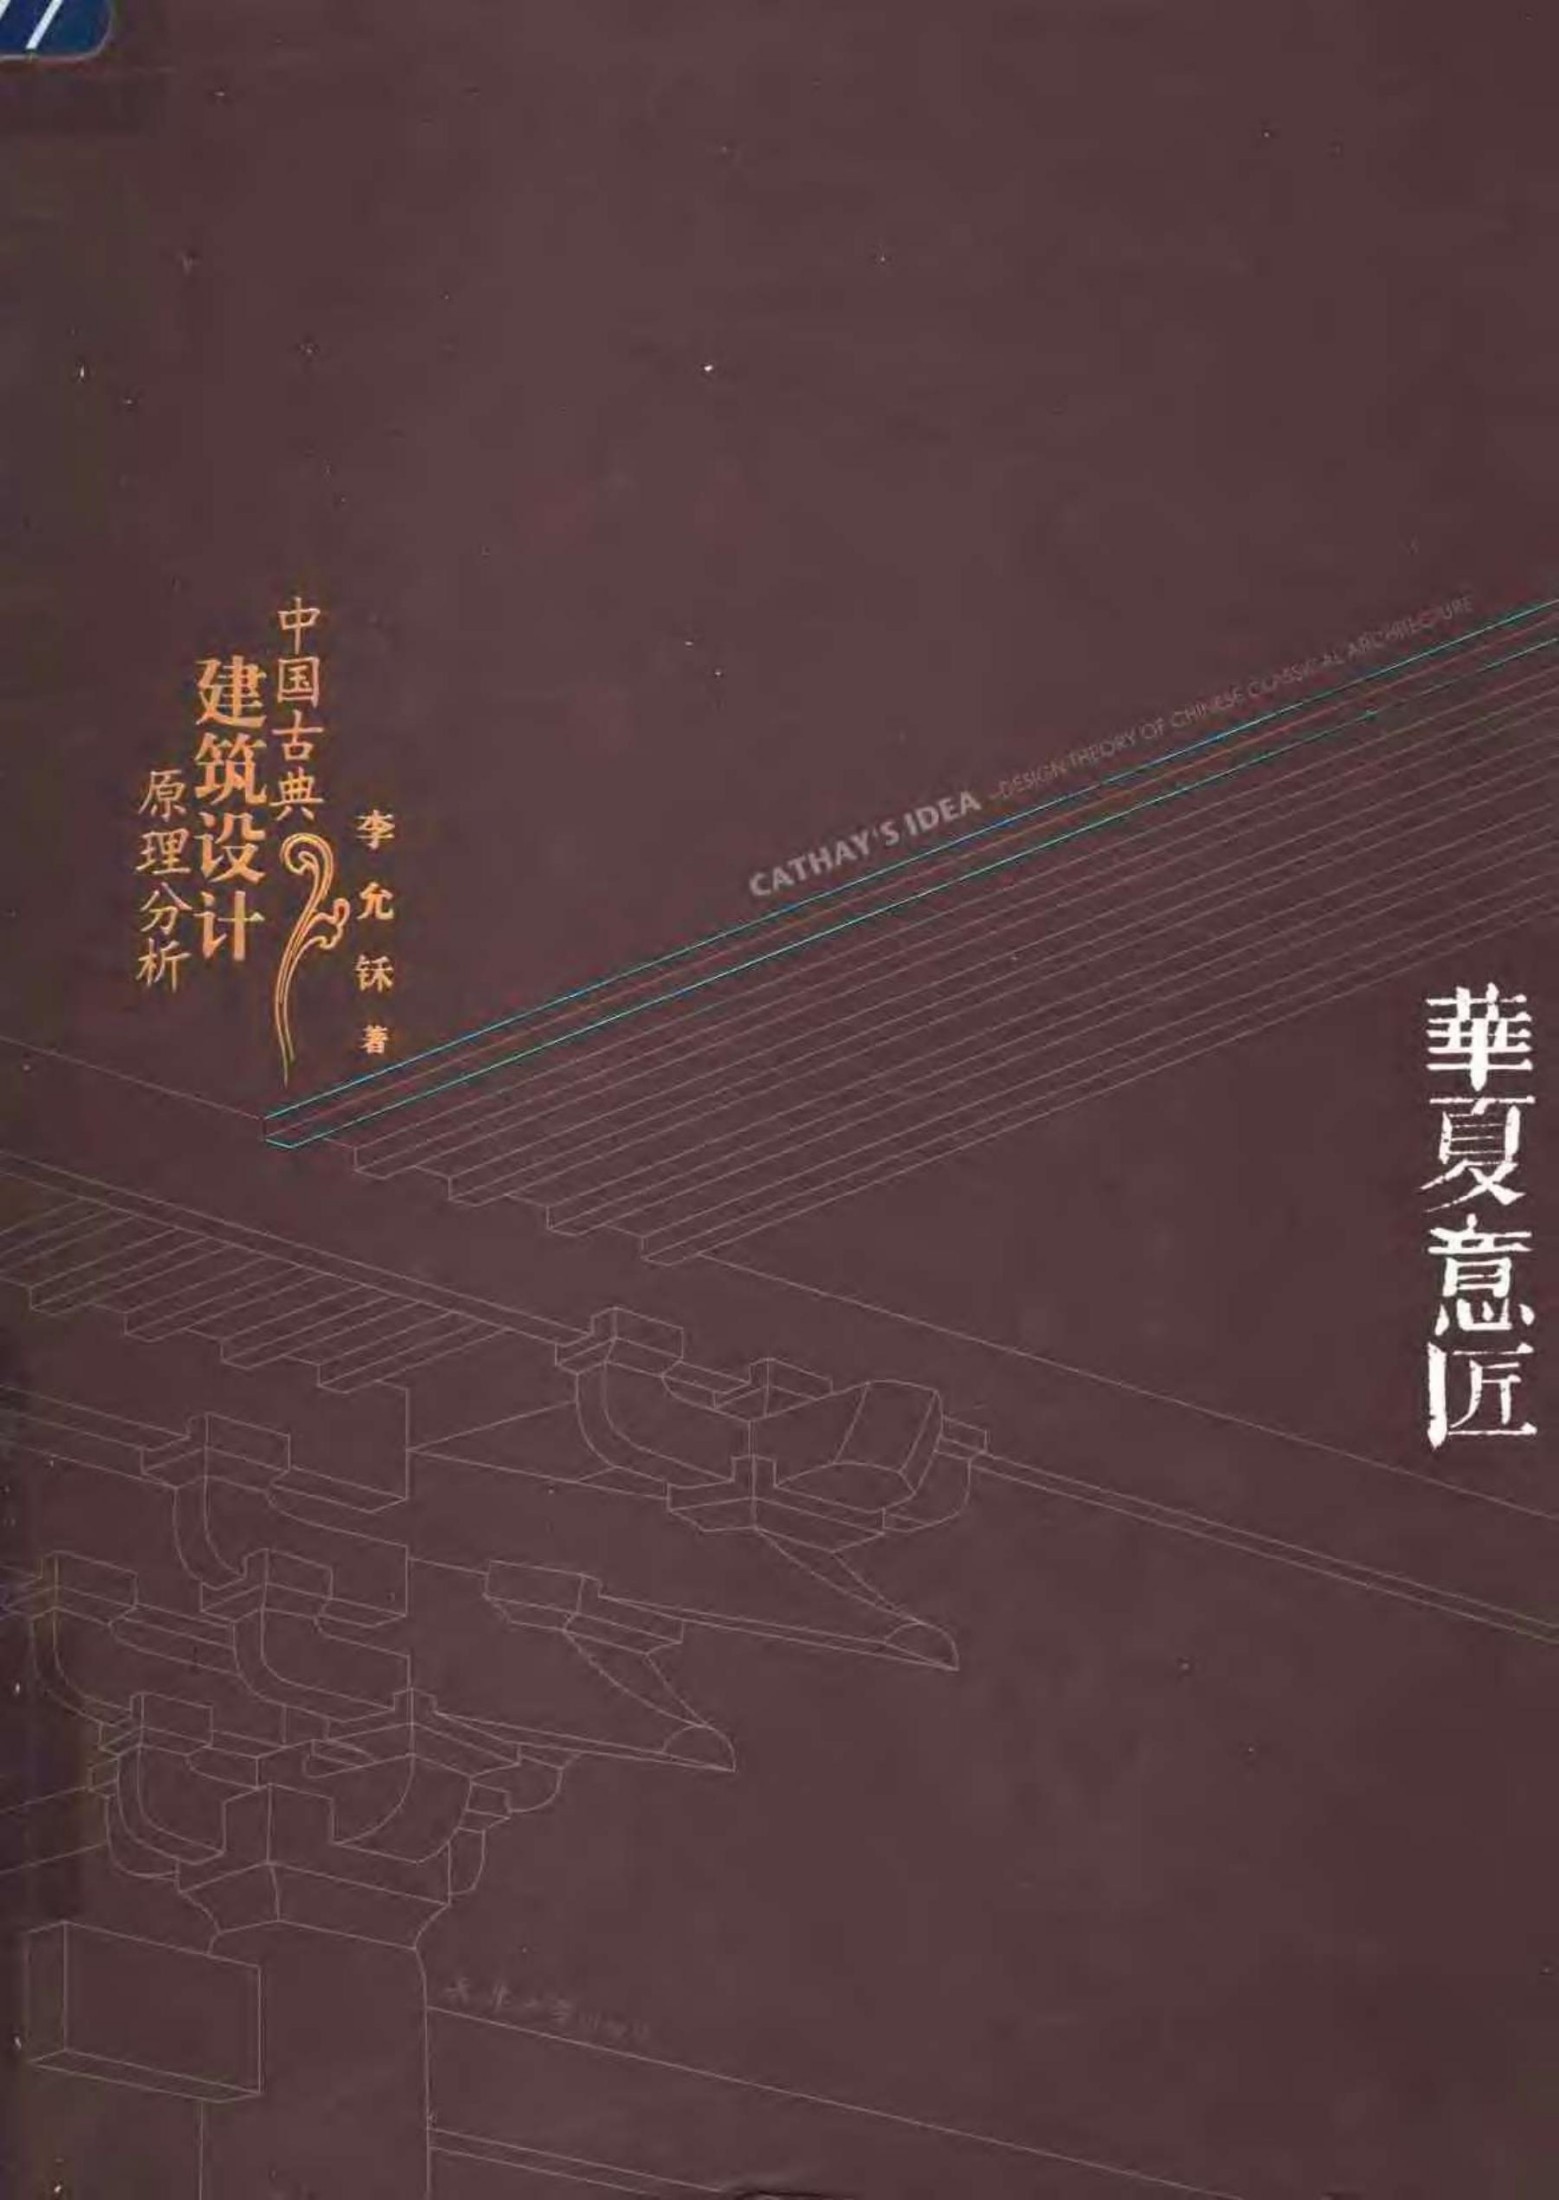 華夏意匠
李允鉌 著
中国古典
建筑设计
原理分析
CATHAY'S IDEA -DESIGN THEORY OF CHINESE CLASSICAL ARCHITECTURE